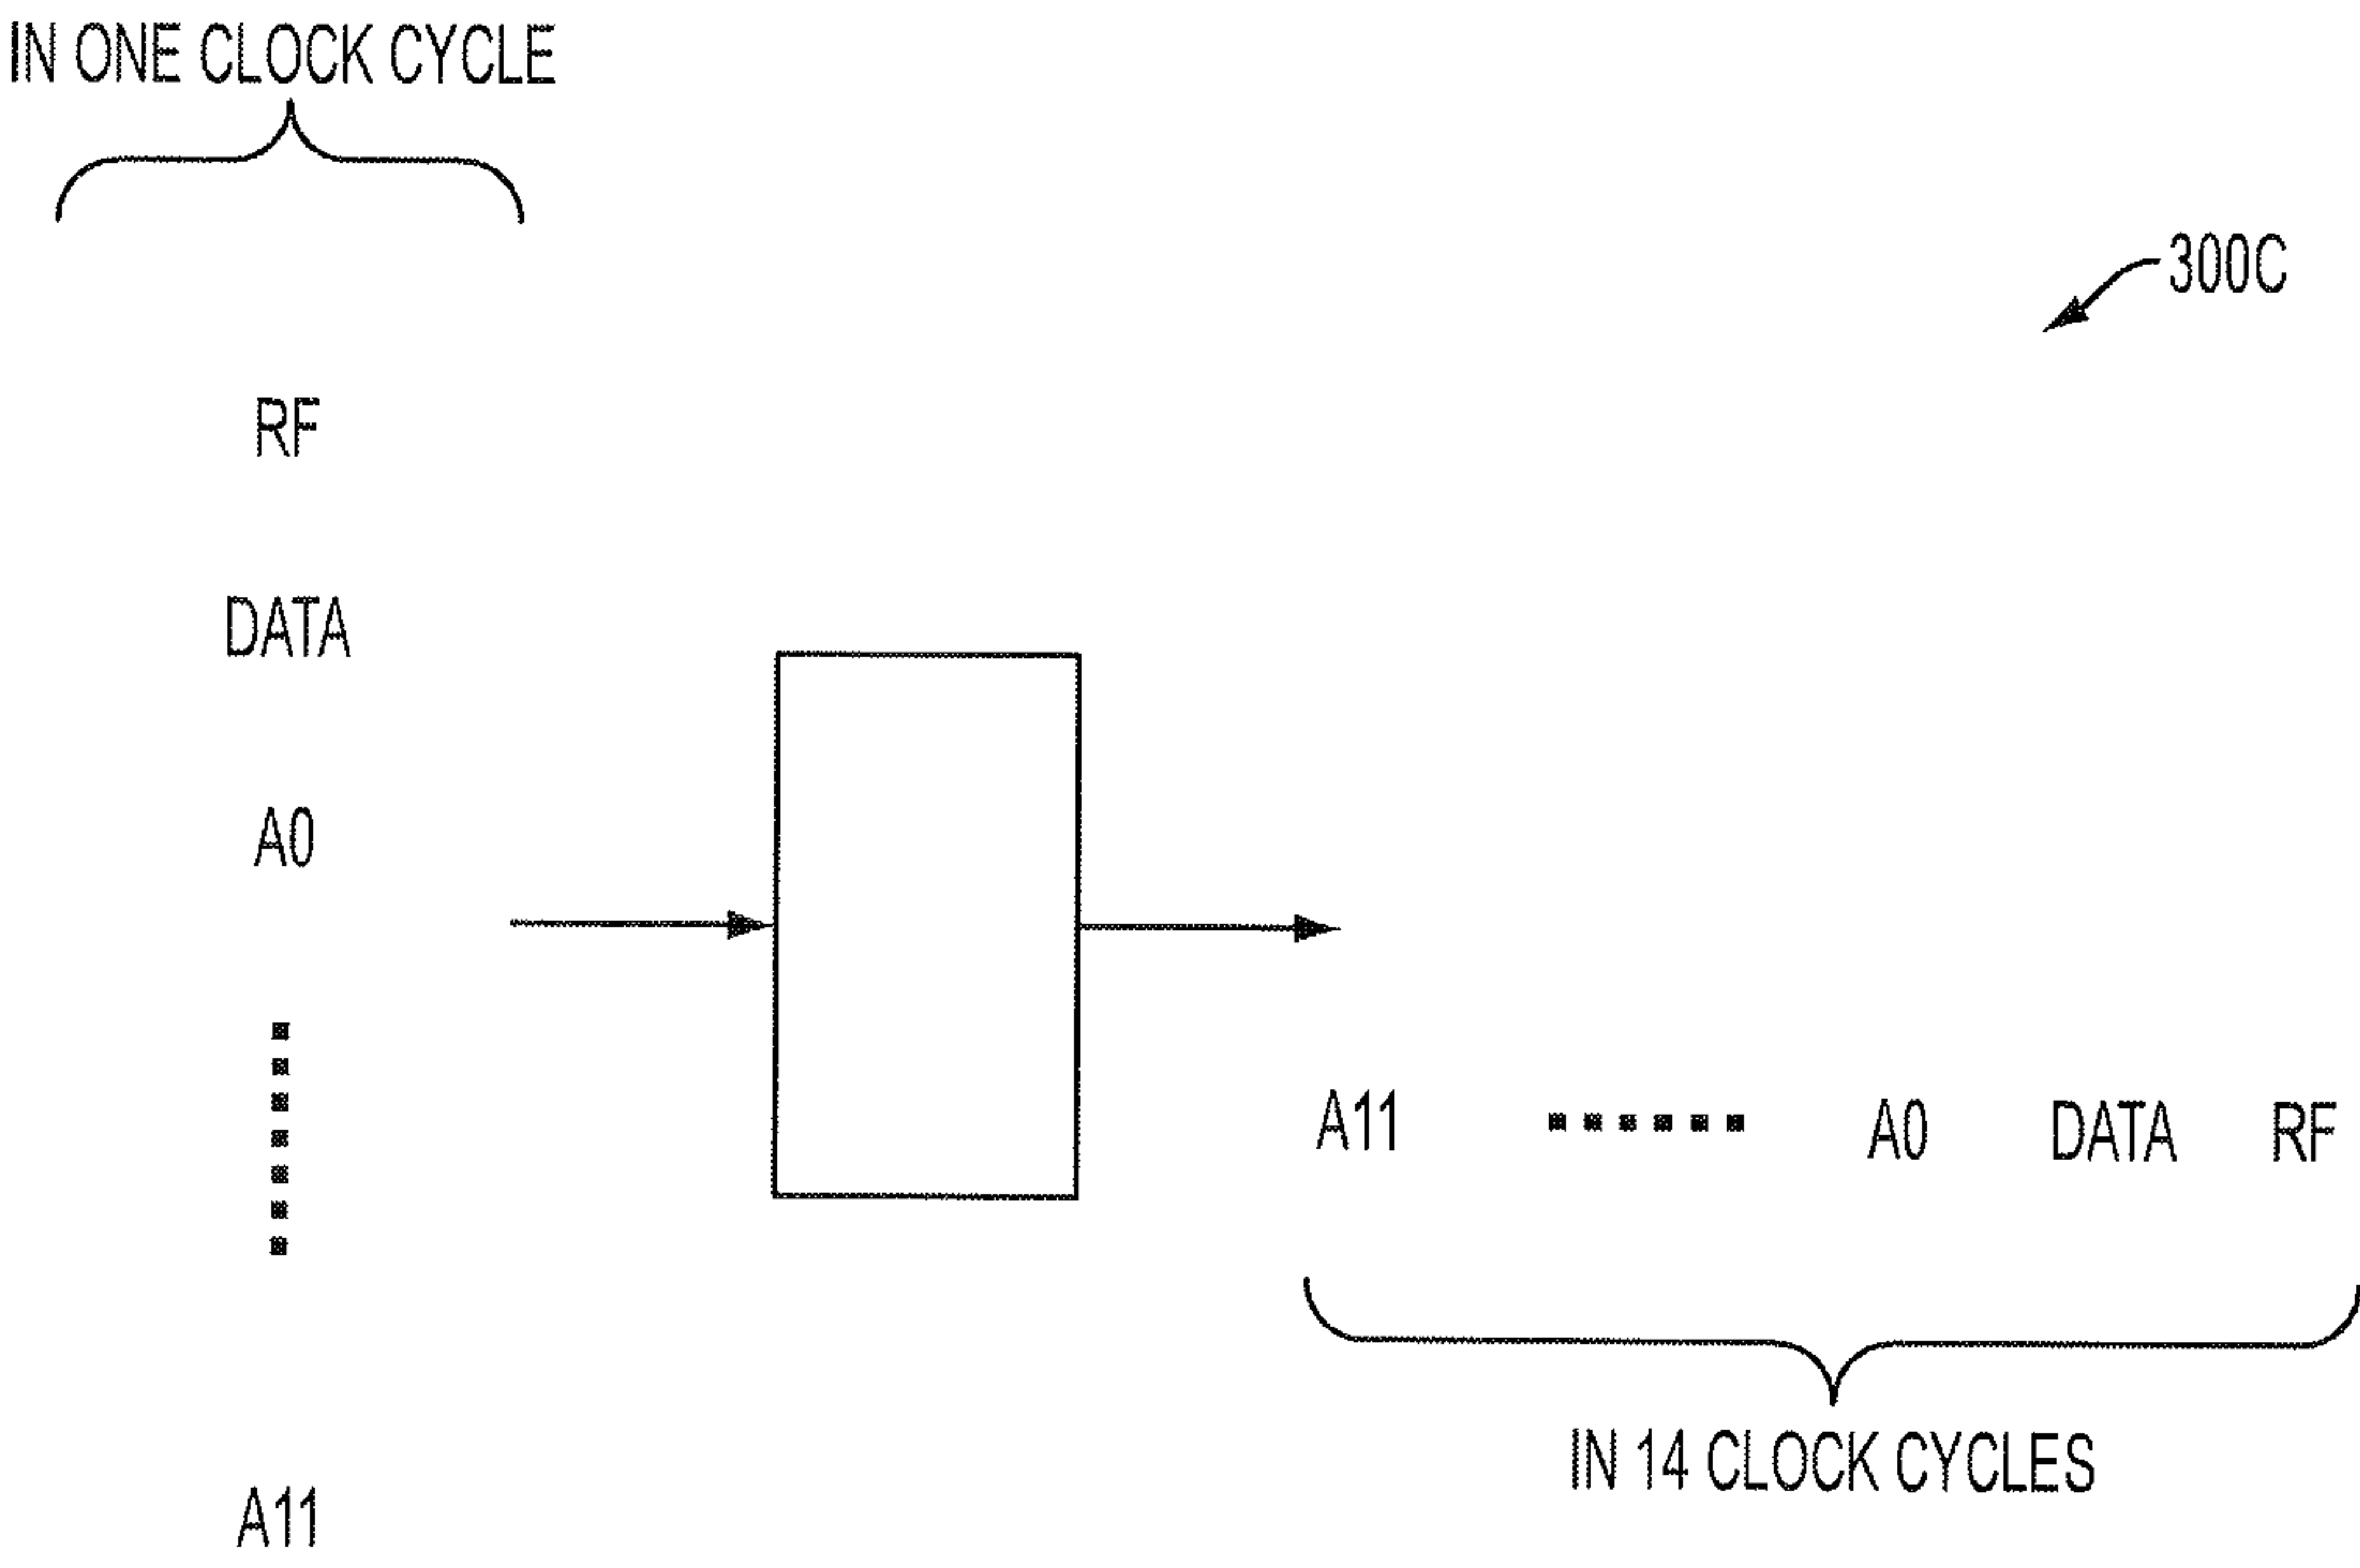 IN ONE CLOCK CYCLE
300C
RF
DATA
A0
A11
A11 A0 DATA RF
IN 14 CLOCK CYCLES